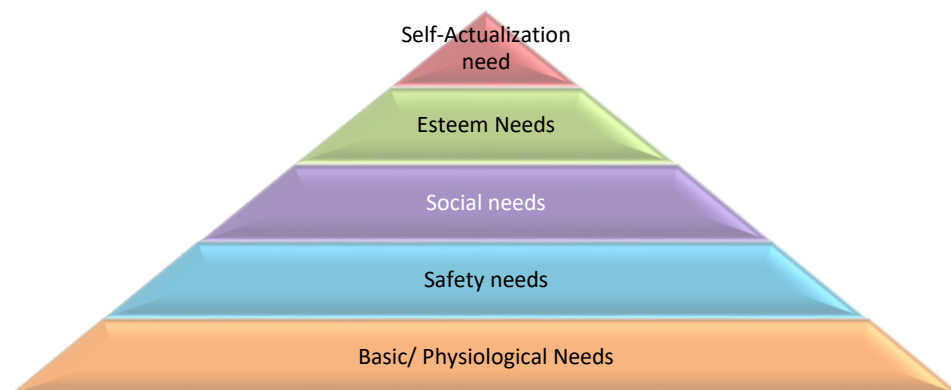 Self-Actualization
need
Esteem Needs
Social needs
Safety needs
Basic/ Physiological Needs